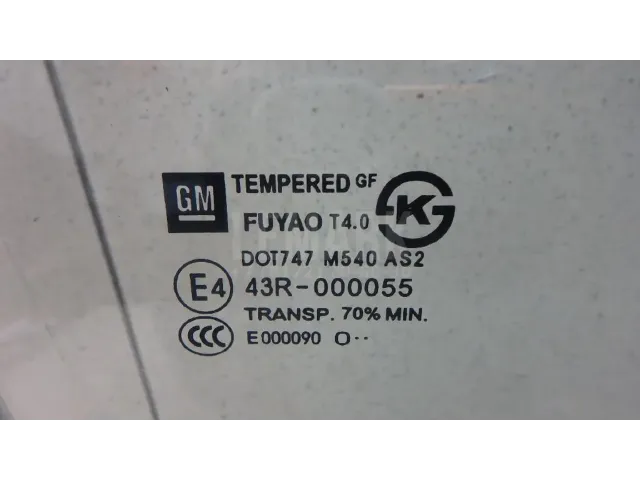 GM TEMPERED GF
FUYAO T4.0 K
DOT747 M540 AS2
E4 43R-000055
TRANSP. 70% MIN.
CCC E000090 O··